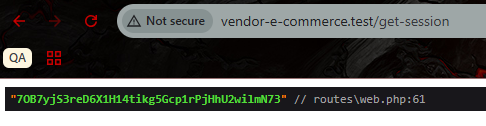 Not secure vendor-e-commerce.test/get-session
QA
"7OB7yjS3reD6X1H14tikg5Gcp1rPjHhU2wilmN73" // routes\web.php:61